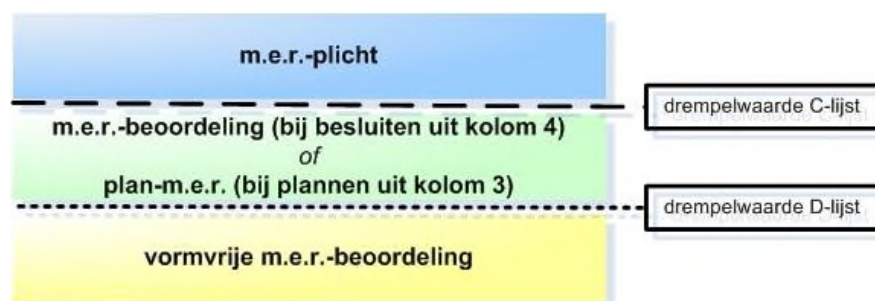 m.e.r.-plicht
drempelwaarde C-lijst
m.e.r.-beoordeling (bij besluiten uit kolom 4)
of
plan-m.e.r. (bij plannen uit kolom 3)
drempelwaarde D-lijst
vormvrije m.e.r.-beoordeling